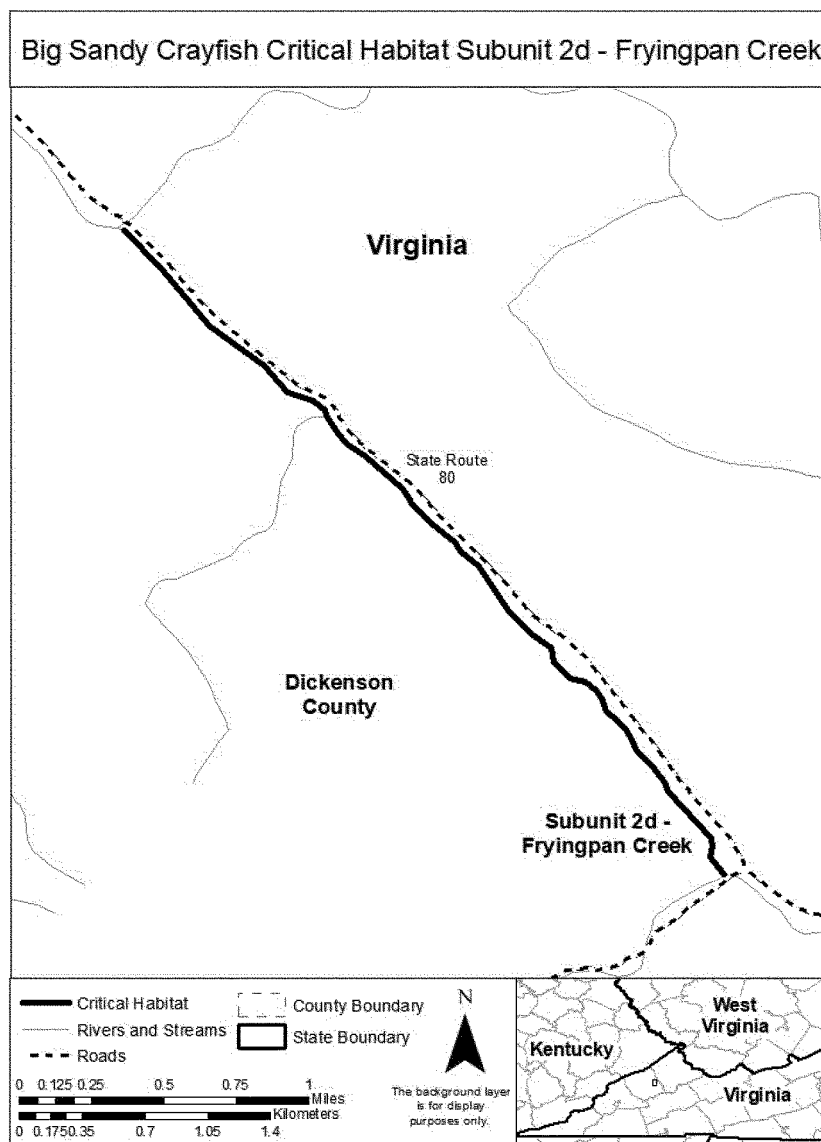 Big Sandy Crayfish Critical Habitat Subunit 2d - Fryingpan Creek
Virginia
State Route
80
Dickenson
County
Subunit 2d -
Fryingpan Creek
Critical Habitat
Rivers and Streams
Roads
County Boundary
State Boundary
N
The background layer
is for display
purposes only.
0 0.125 0.25 0.5 0.75 1
Miles
Kilometers
0 0.175 0.35 0.7 1.05 1.4
West
Virginia
Kentucky
Virginia